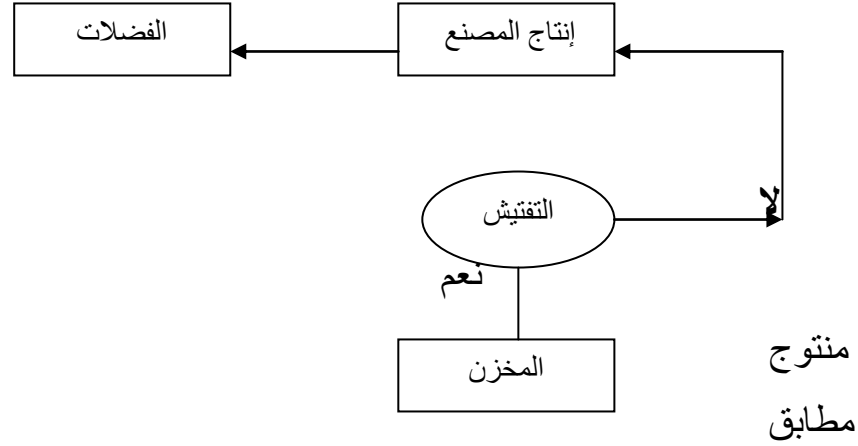 إنتاج المصنع
الفضلات
لا
التفتيش
نعم
منتوج
مطابق
المخزن